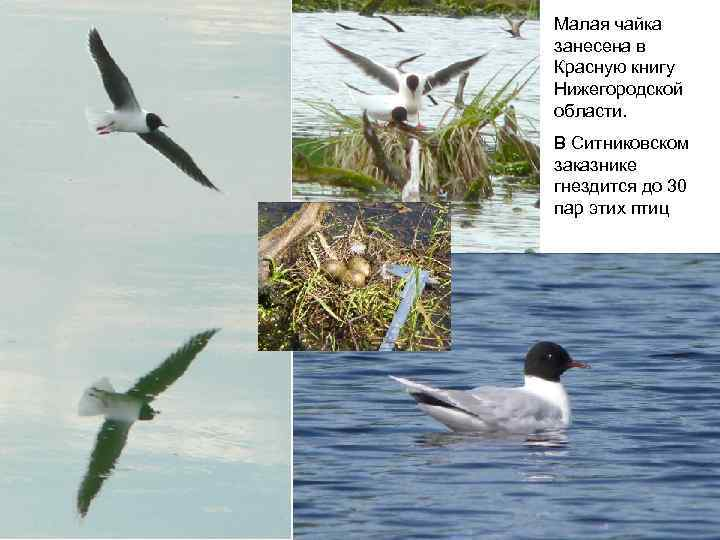 Малая чайка
занесена в
Красную книгу
Нижегородской
области.
В Ситниковском
заказнике
гнездится до 30
пар этих птиц